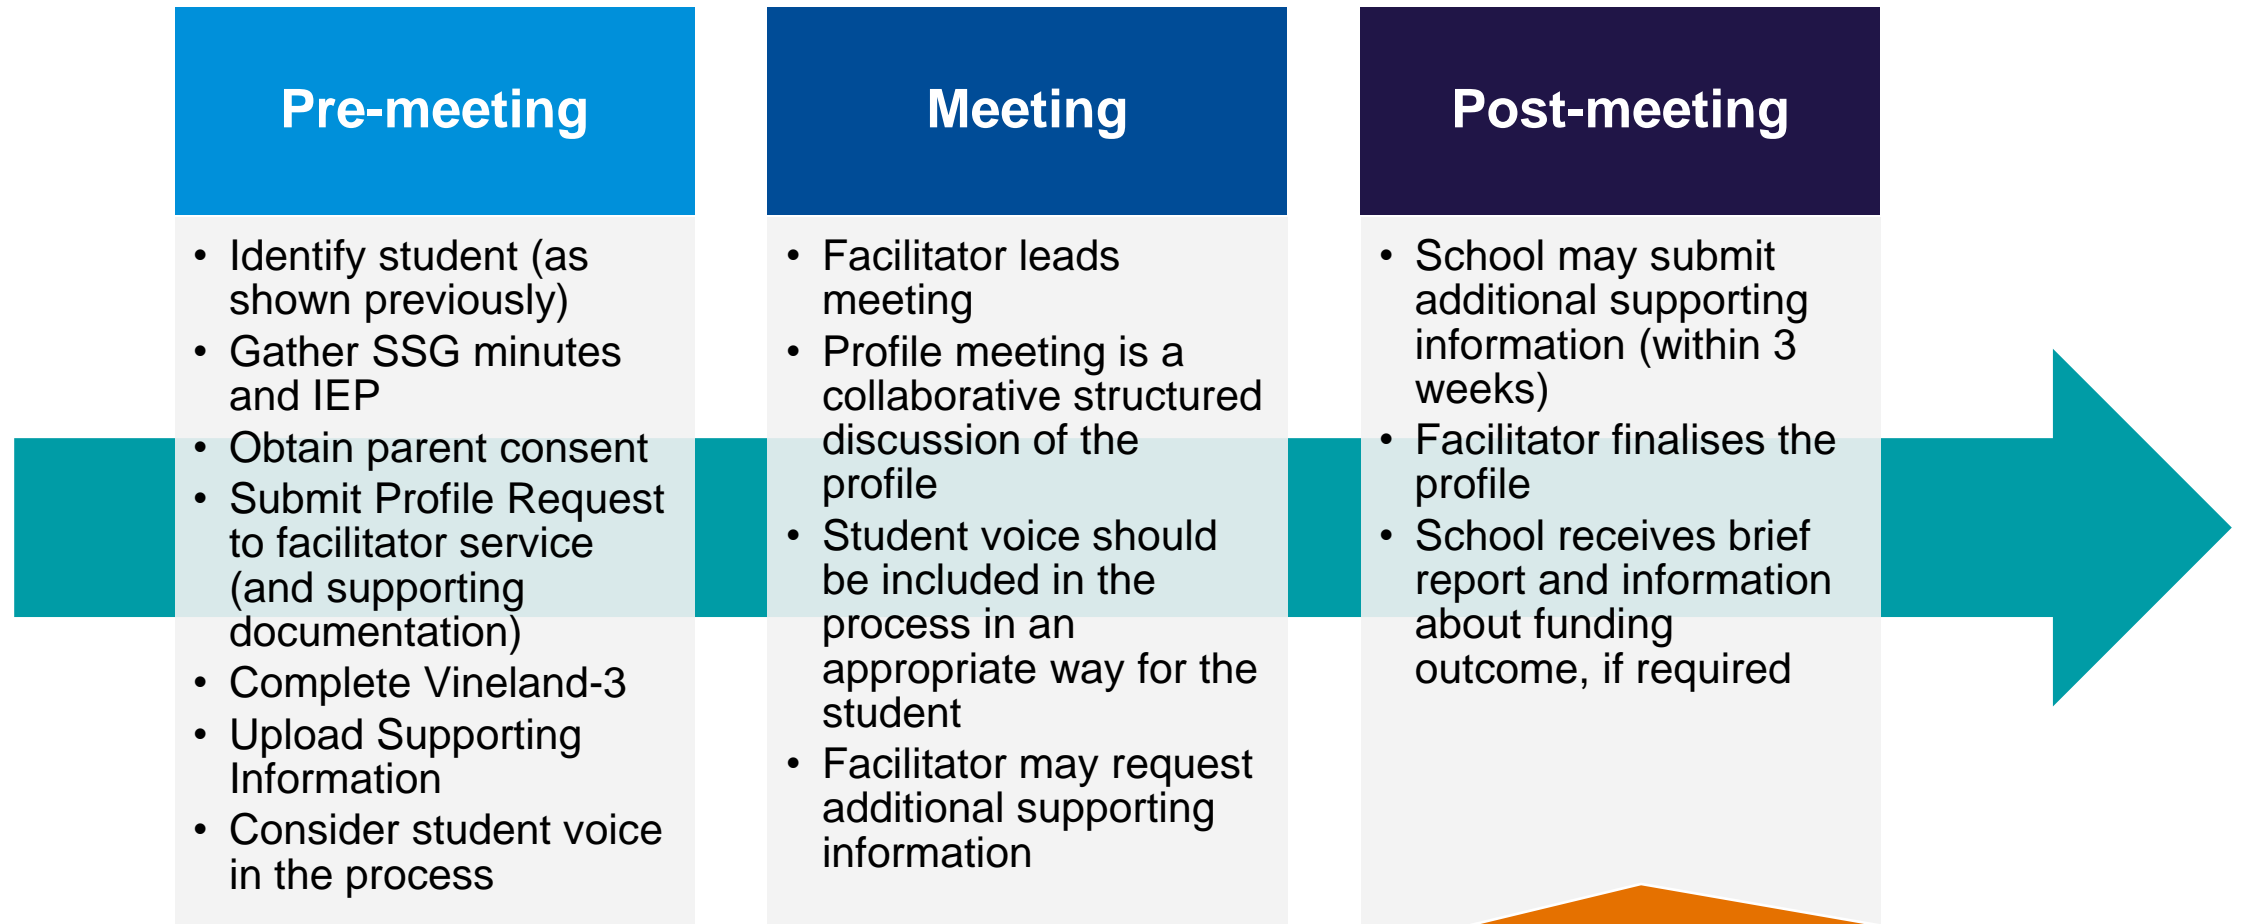 Pre-meeting
• Identify student (as
shown previously)
• Gather SSG minutes
and IEP
• Obtain parent consent
• Submit Profile Request
to facilitator service
(and supporting
documentation)
• Complete Vineland-3
• Upload Supporting
Information
• Consider student voice
in the process
Meeting
• Facilitator leads
meeting
• Profile meeting is a
collaborative structured
discussion of the
profile
• Student voice should
be included in the
process in an
appropriate way for the
student
• Facilitator may request
additional supporting
information
Post-meeting
• School may submit
additional supporting
information (within 3
weeks)
• Facilitator finalises the
profile
• School receives brief
report and information
about funding
outcome, if required